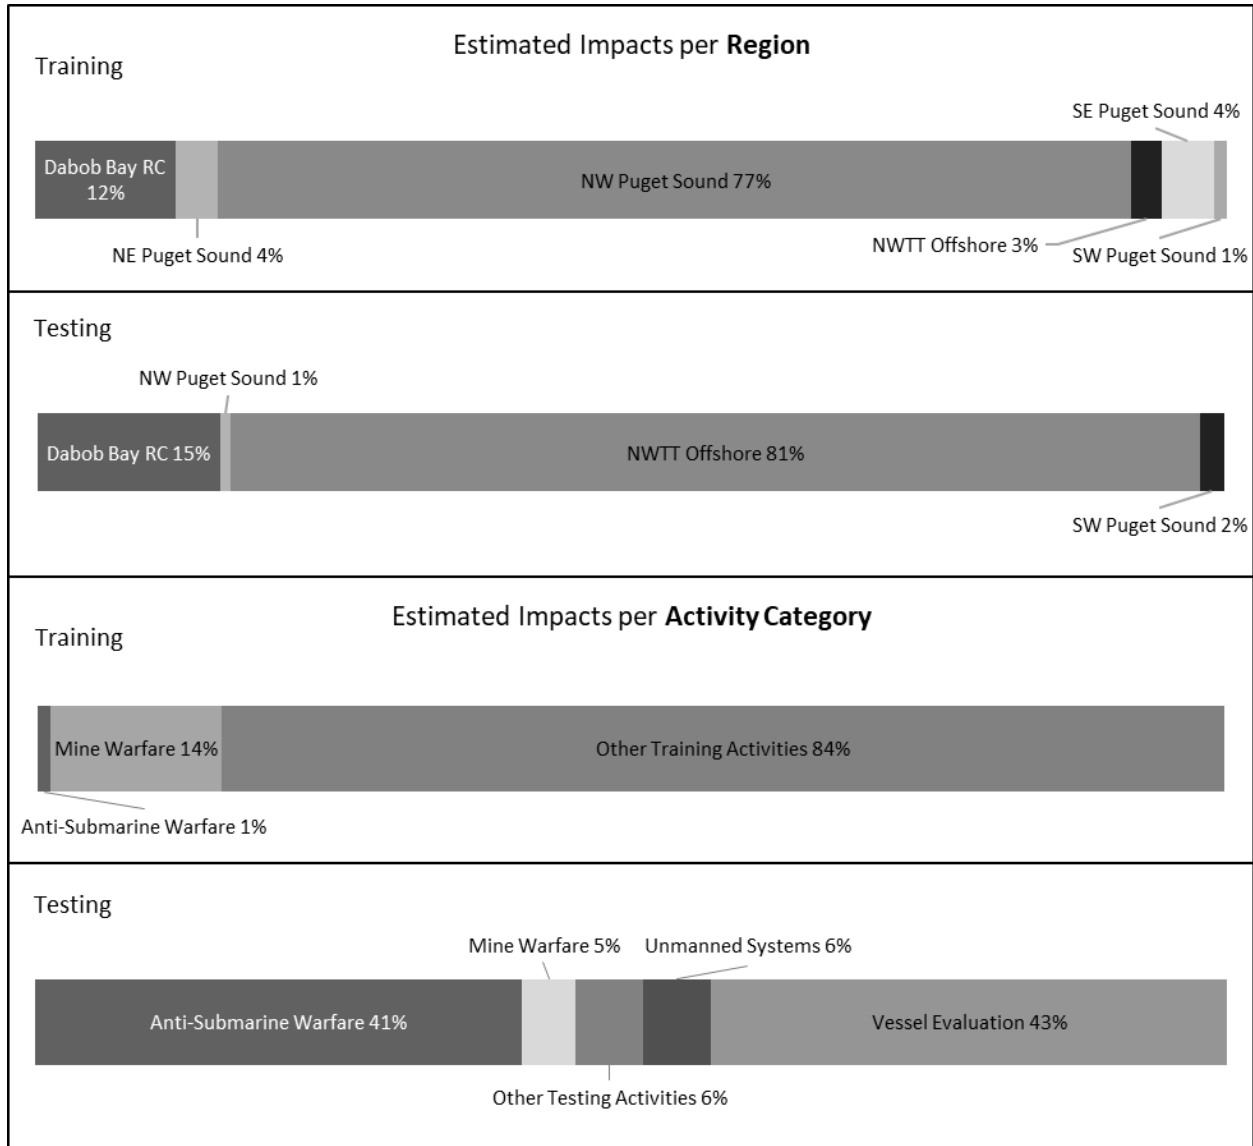 Estimated Impacts per Region
Training
SE Puget Sound 4%
Dabob Bay RC
12%
NW Puget Sound 77%
NE Puget Sound 4%
NWTT Offshore 3%
SW Puget Sound 1%
Testing
NW Puget Sound 1%
Dabob Bay RC 15%
NWTT Offshore 81%
SW Puget Sound 2%
Estimated Impacts per Activity Category
Training
Mine Warfare 14%
Other Training Activities 84%
Anti-Submarine Warfare 1%
Testing
Mine Warfare 5%
Unmanned Systems 6%
Anti-Submarine Warfare 41%
Vessel Evaluation 43%
Other Testing Activities 6%